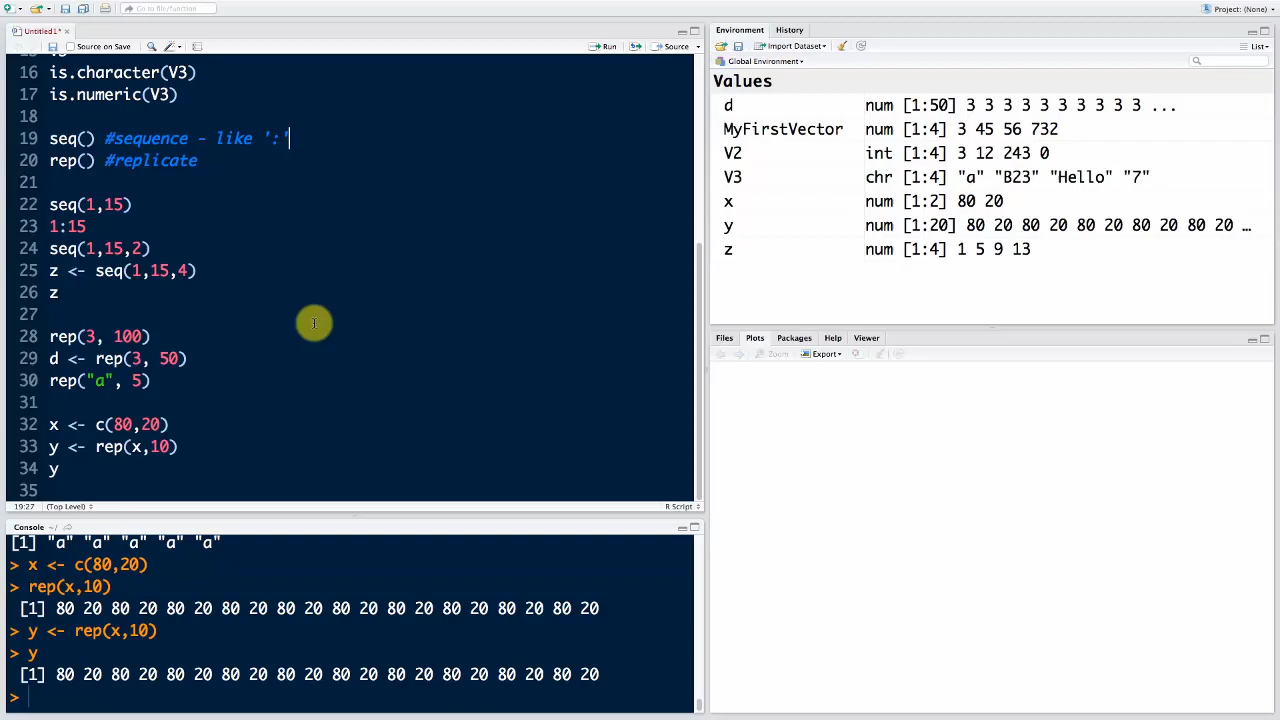 Go to file/function
Project: (None)
Untitled1*
Source on Save
Run
Source
16 is.character(V3)
17 is.numeric(V3)
18
19 seq() #sequence - like ':'
20 rep() #replicate
21
22 seq(1,15)
23 1:15
24 seq(1,15,2)
25 z <- seq(1,15,4)
26 z
27
28 rep(3, 100)
29 d <- rep(3, 50)
30 rep("a", 5)
31
32 x <- c(80,20)
33 y <- rep(x,10)
34 y
35
19:27 (Top Level) R Script
Console ~/
[1] "a" "a" "a" "a" "a"
> x <- c(80,20)
> rep(x,10)
[1] 80 20 80 20 80 20 80 20 80 20 80 20 80 20 80 20 80 20 80 20
> y <- rep(x,10)
> y
[1] 80 20 80 20 80 20 80 20 80 20 80 20 80 20 80 20 80 20 80 20
>
Environment History
Import Dataset List
Global Environment
Values
d num [1:50] 3 3 3 3 3 3 3 3 3 3 ...
MyFirstVector num [1:4] 3 45 56 732
V2 int [1:4] 3 12 243 0
V3 chr [1:4] "a" "B23" "Hello" "7"
x num [1:2] 80 20
y num [1:20] 80 20 80 20 80 20 80 20 80 20 ...
z num [1:4] 1 5 9 13
Files Plots Packages Help Viewer
Zoom Export